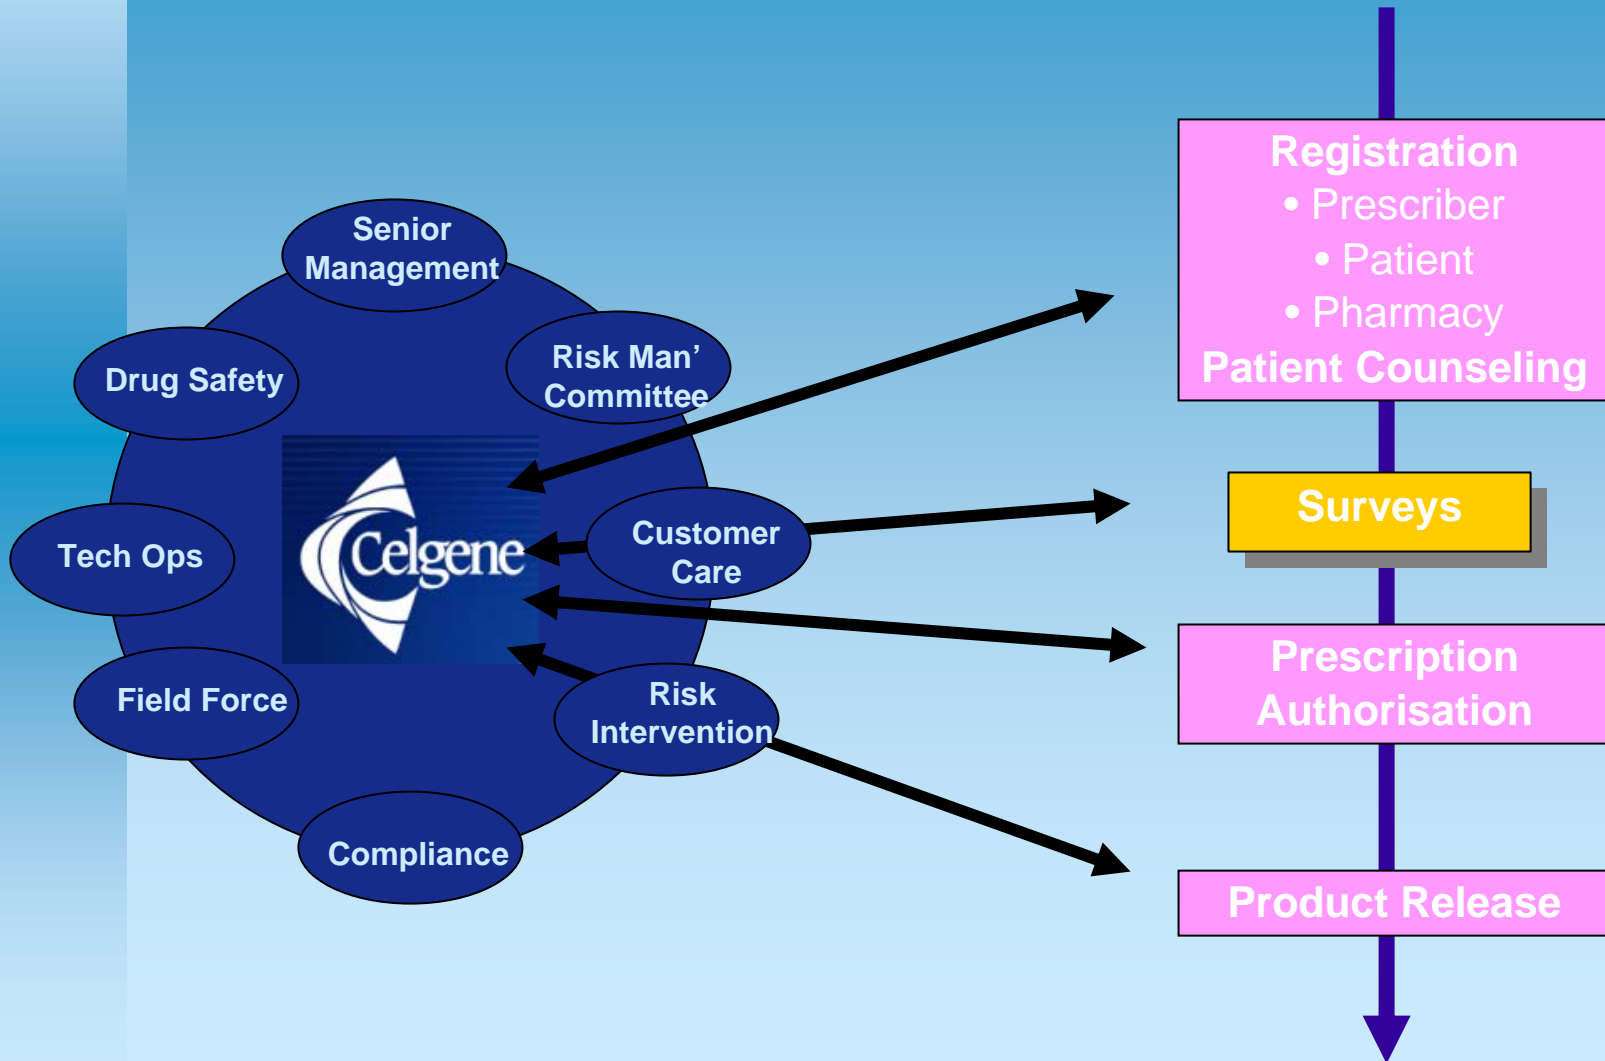 Senior
Management
Drug Safety
Risk Man’
Committee
Tech Ops
Celgene
Customer
Care
Field Force
Risk
Intervention
Compliance
Registration
• Prescriber
• Patient
• Pharmacy
Patient Counseling
Surveys
Prescription
Authorisation
Product Release